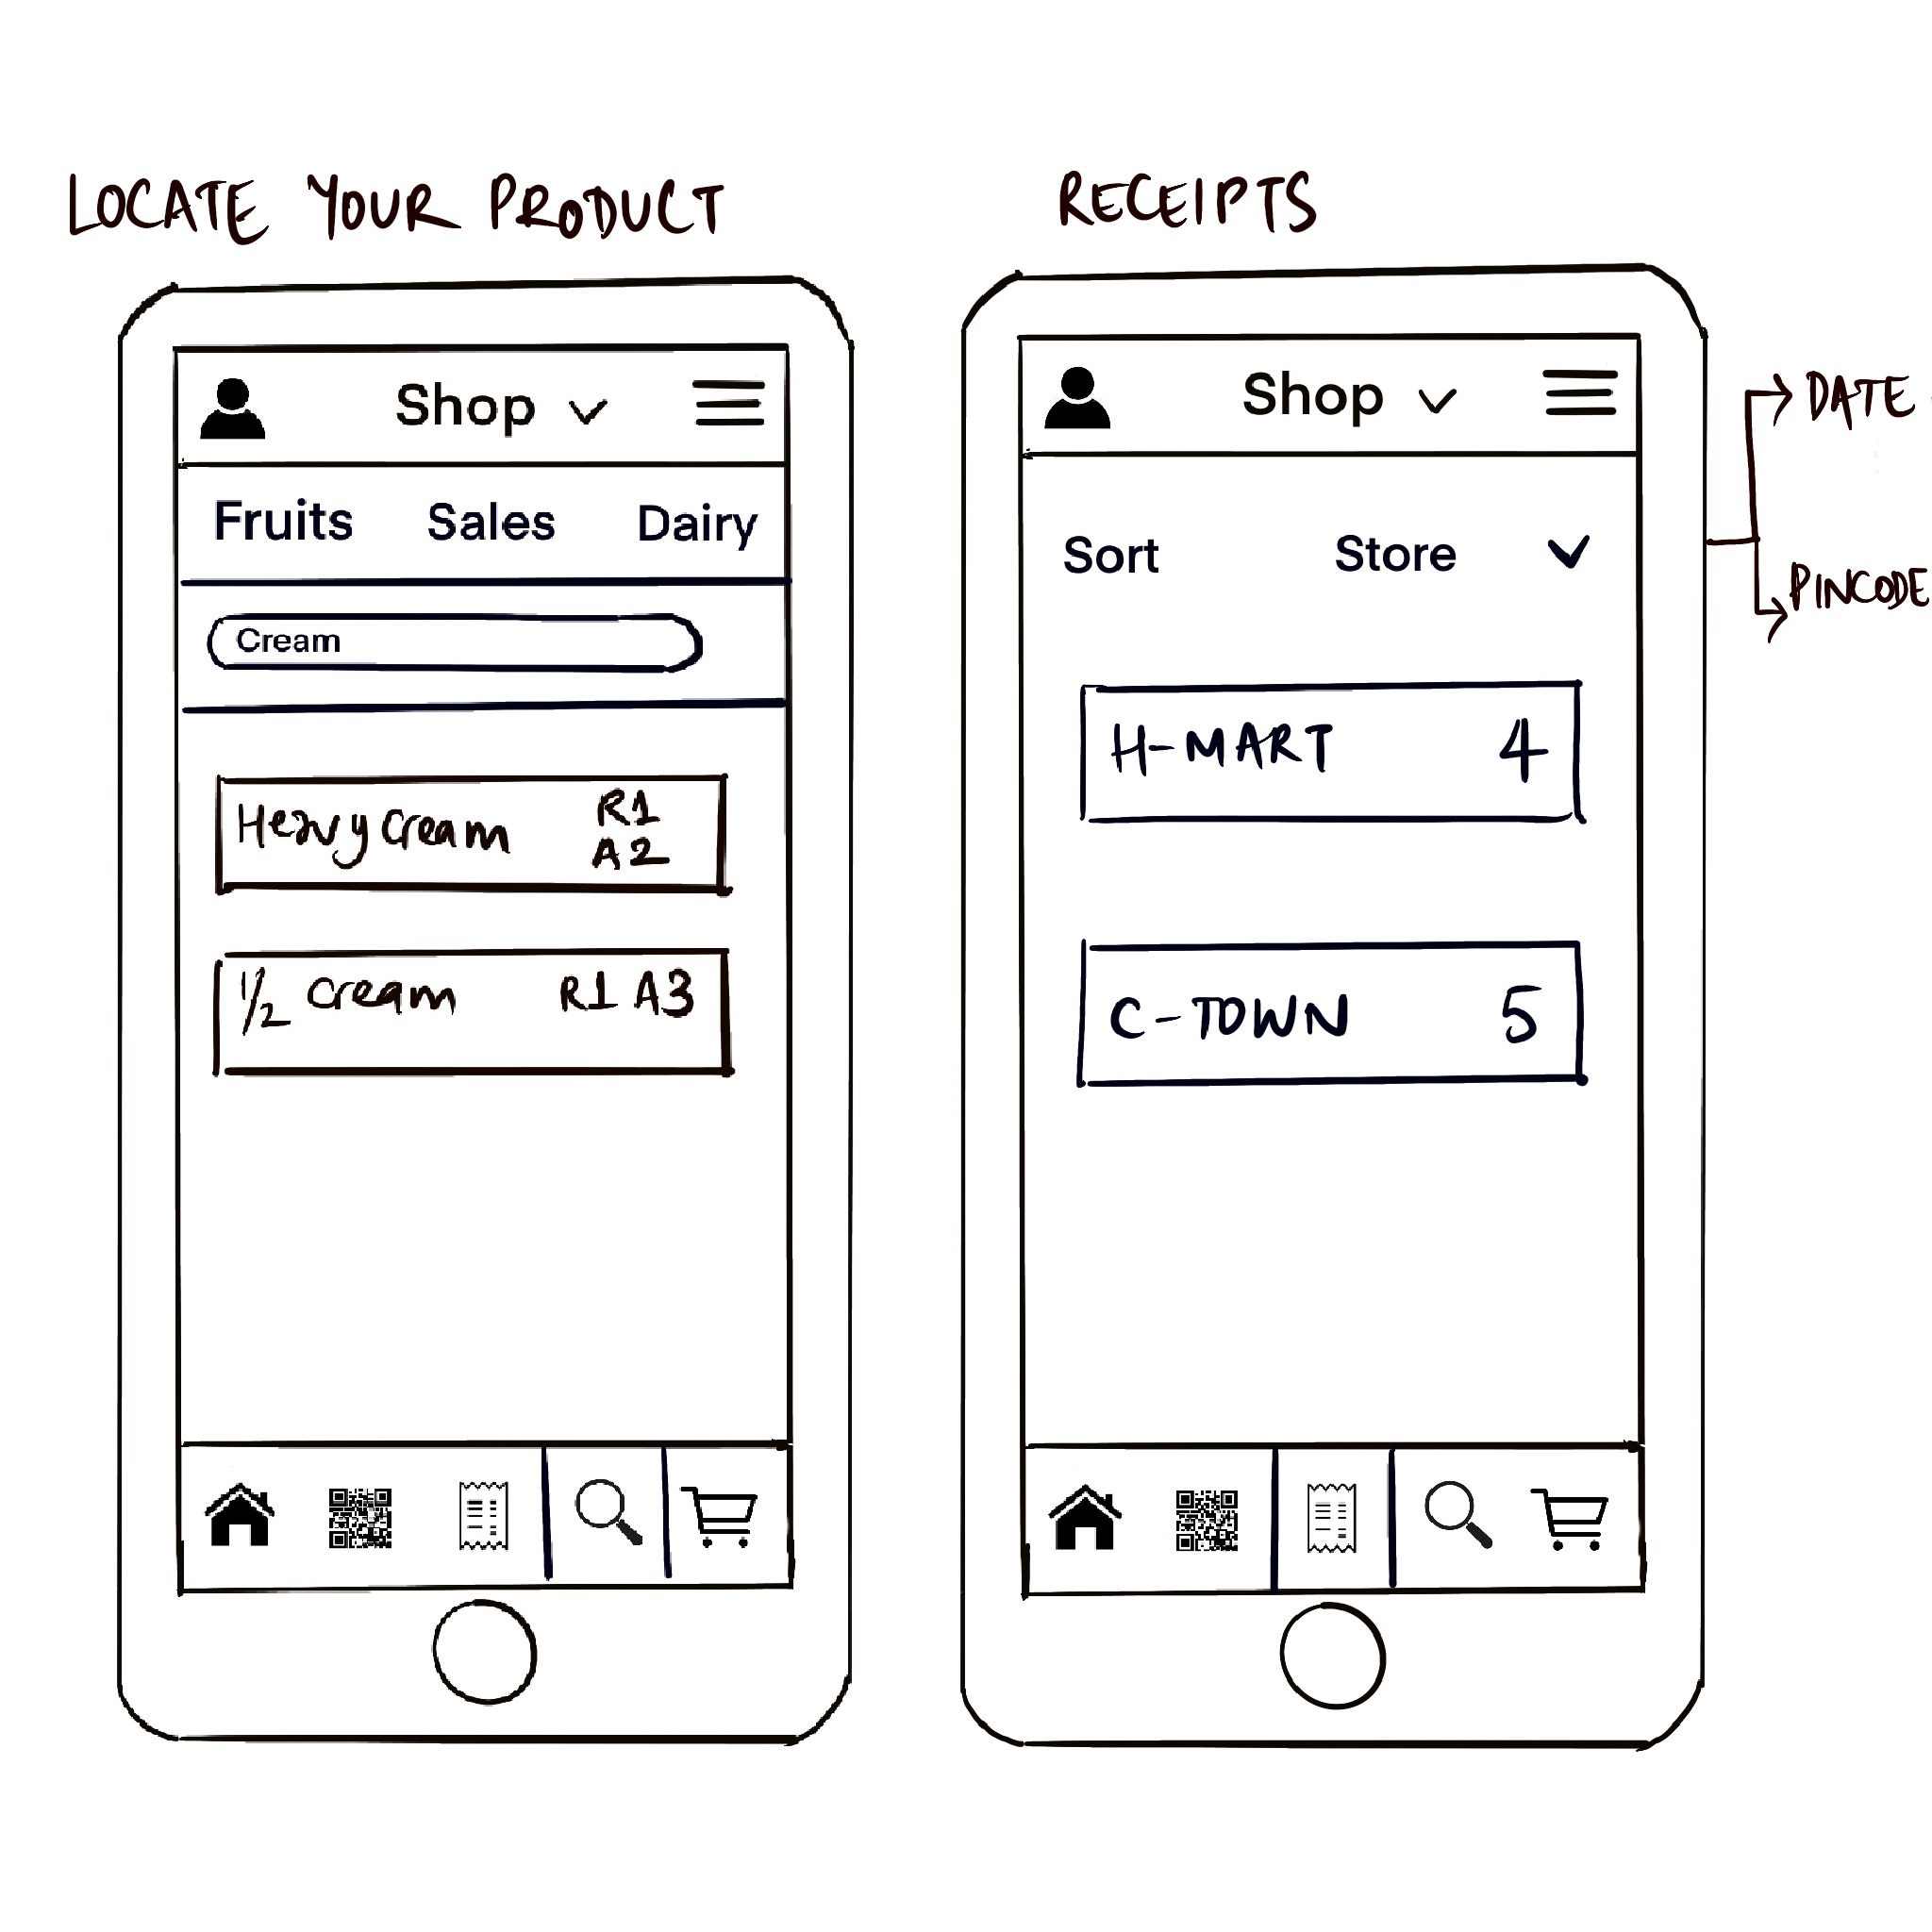 LOCATE YOUR PRODUCT
Shop
Fruits Sales Dairy
Cream
Heavy Cream R1
A2
1/2 cream R1 A3
RECEIPTS
Shop
Sort Store
H-MART 4
C-TOWN 5
DATE
PINCODE